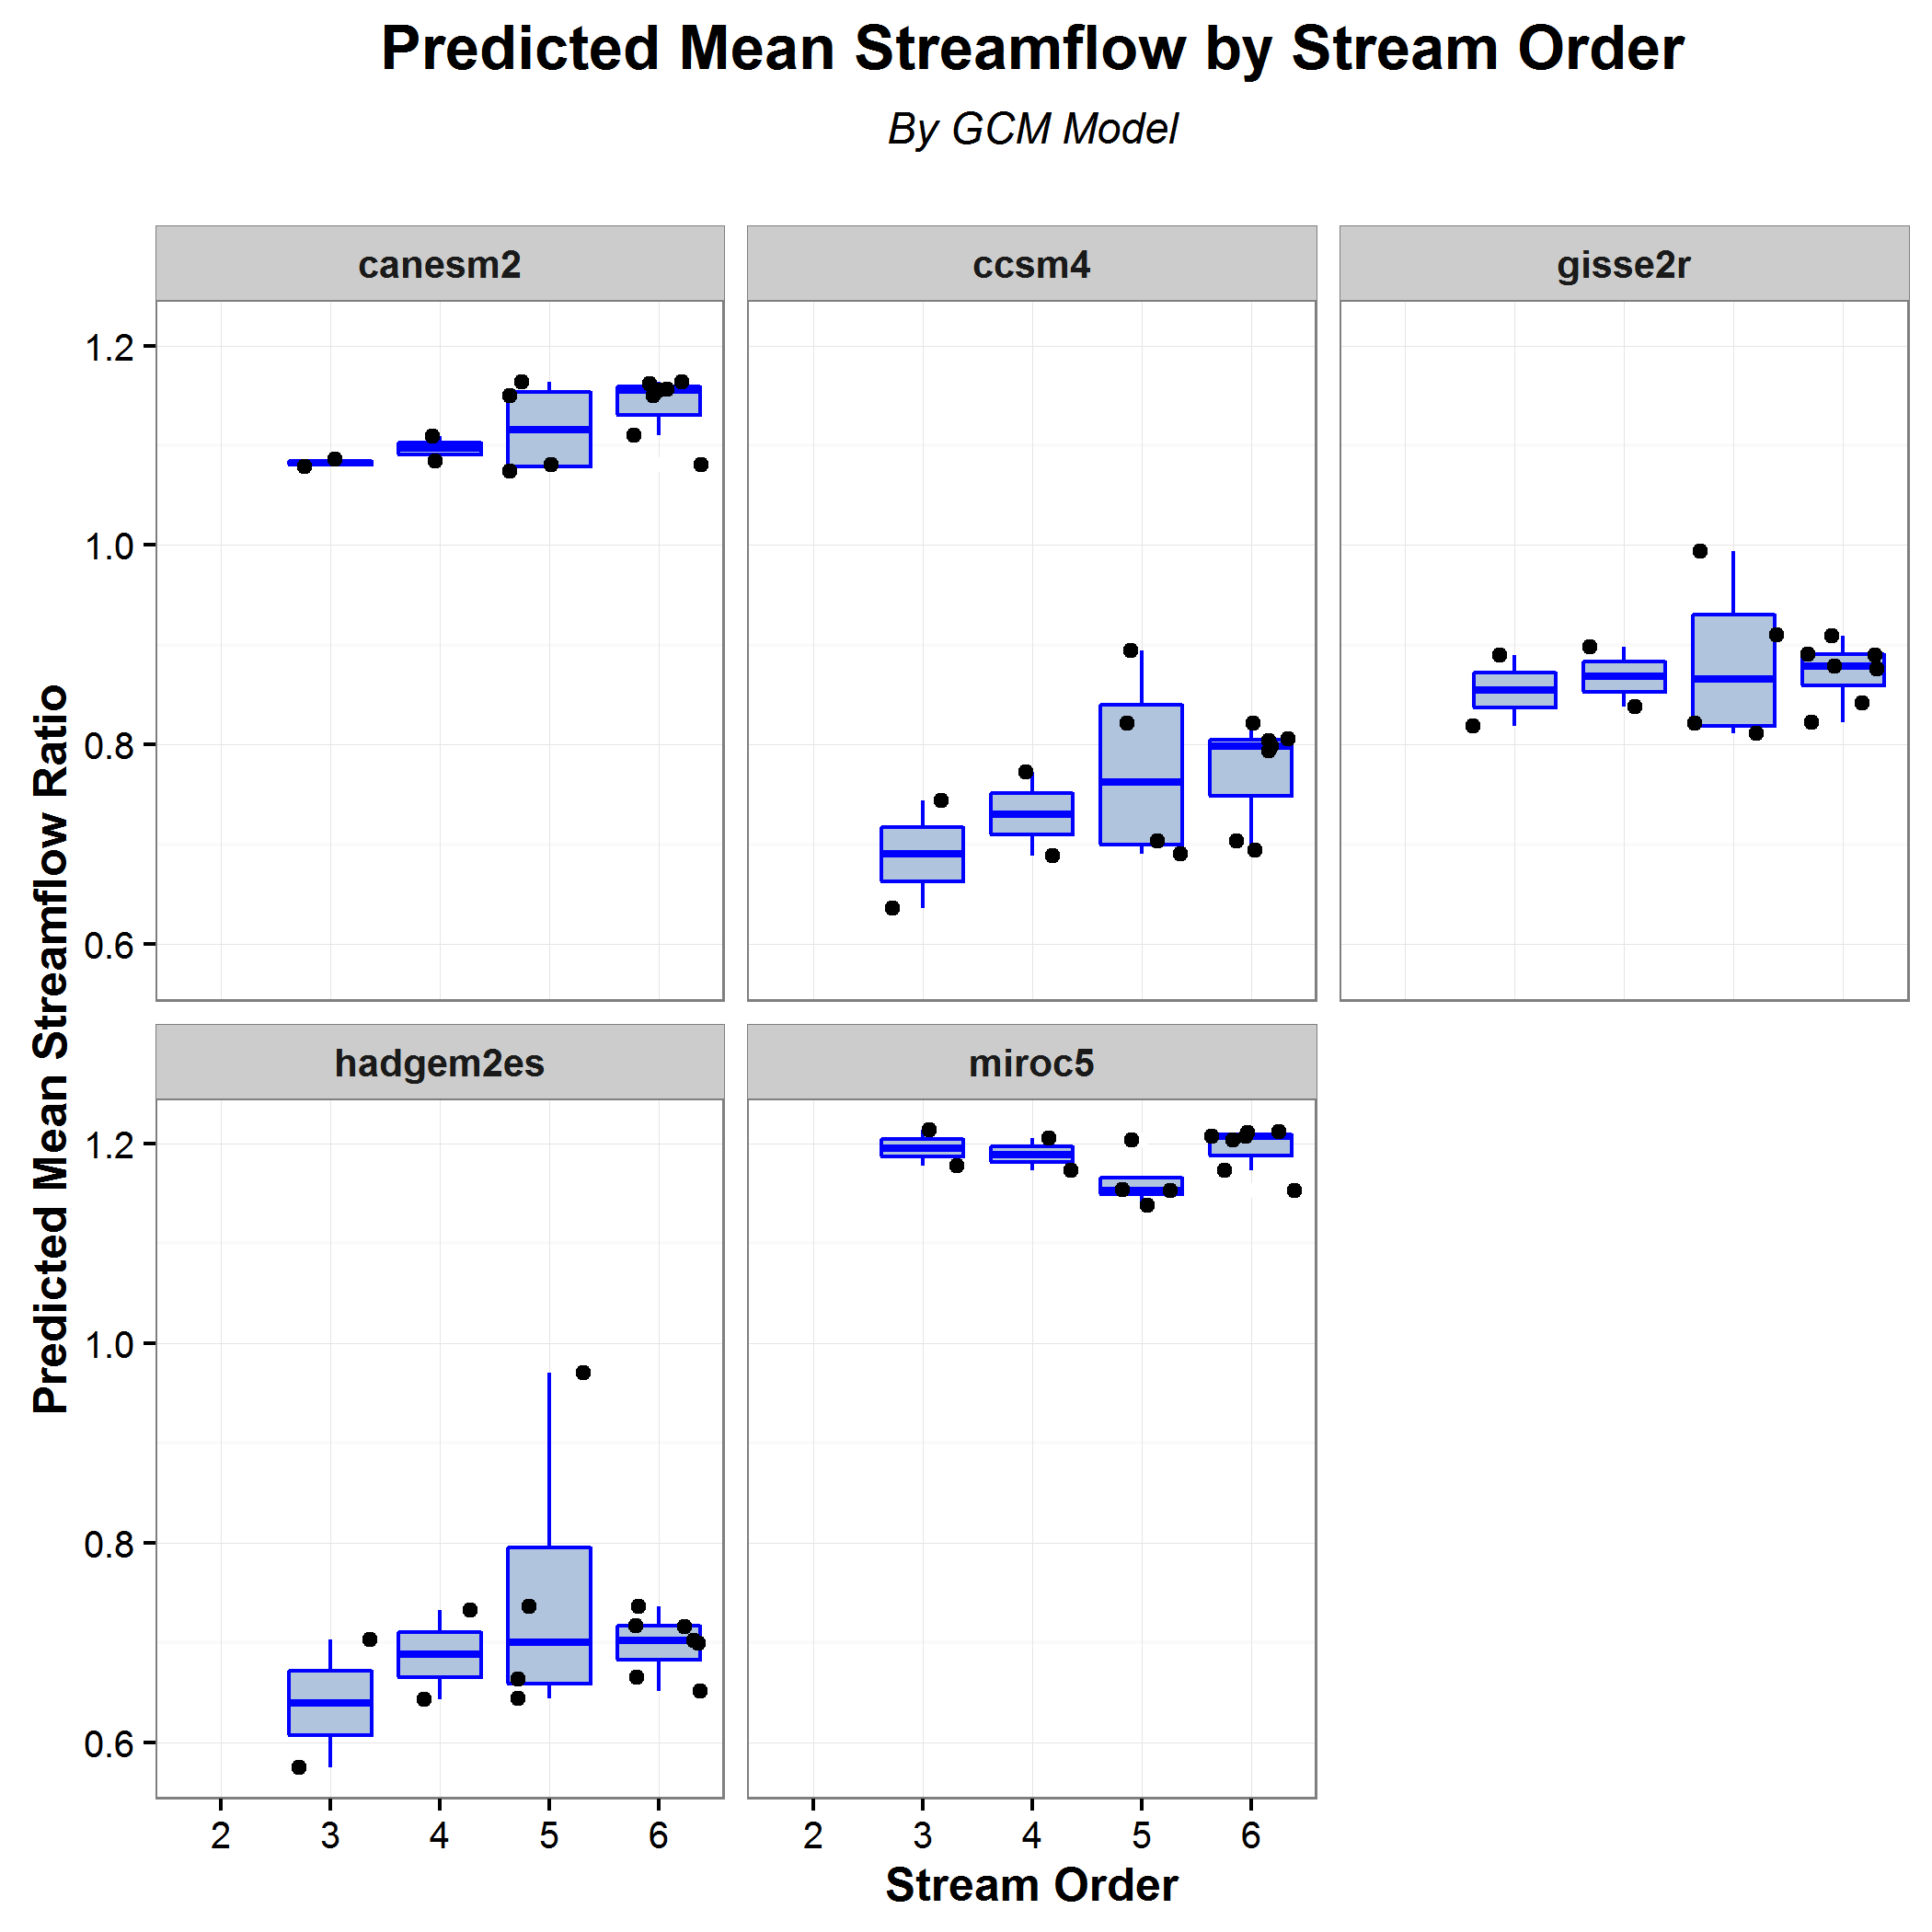 Predicted Mean Streamflow by Stream Order
By GCM Model
canesm2
ccsm4
gisse2r
1.2
1.0
0.8
0.6
hadgem2es
miroc5
1.2
1.0
0.8
0.6
2 3 4 5 6
2 3 4 5 6
Stream Order
Predicted Mean Streamflow Ratio